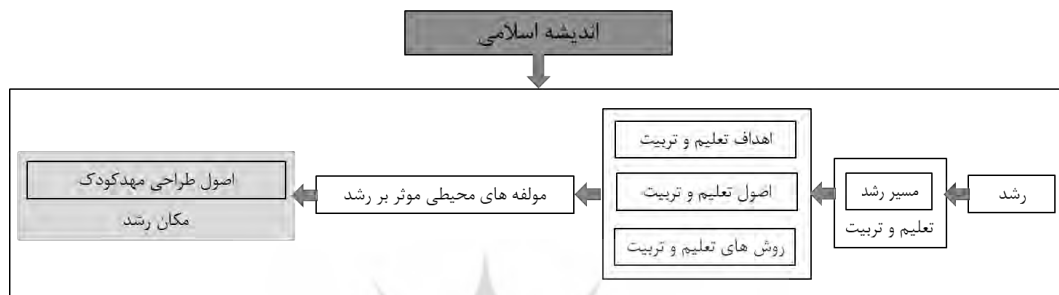 اندیشه اسلامی
رشد
مسیر رشد
تعلیم و تربیت
اهداف تعلیم و تربیت
اصول تعلیم و تربیت
روش های تعلیم و تربیت
مولفه های محیطی موثر بر رشد
اصول طراحی مهدکودک
مکان رشد